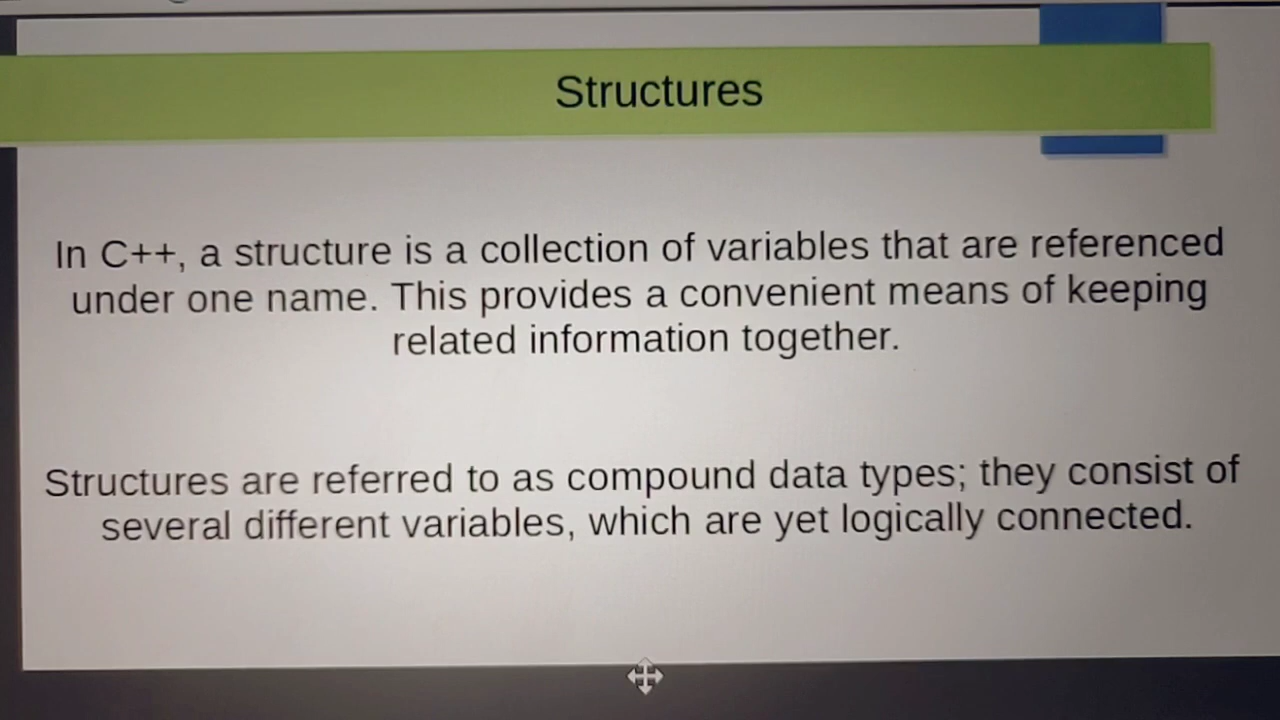 Structures
In C++, a structure is a collection of variables that are referenced
under one name. This provides a convenient means of keeping
related information together.
Structures are referred to as compound data types; they consist of
several different variables, which are yet logically connected.